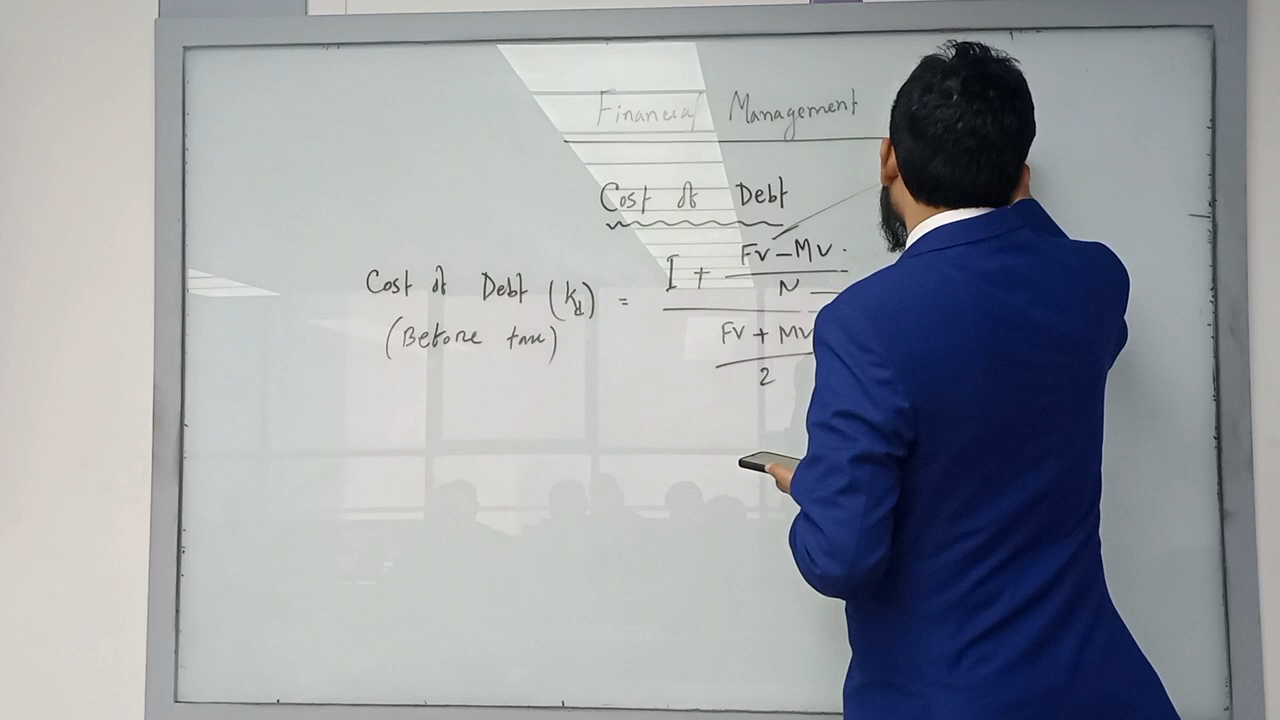 Financial Management
Cost of Debt
Cost of Debt (kd) = I + FV - MV
N
(Before tax)
FV + MV
2